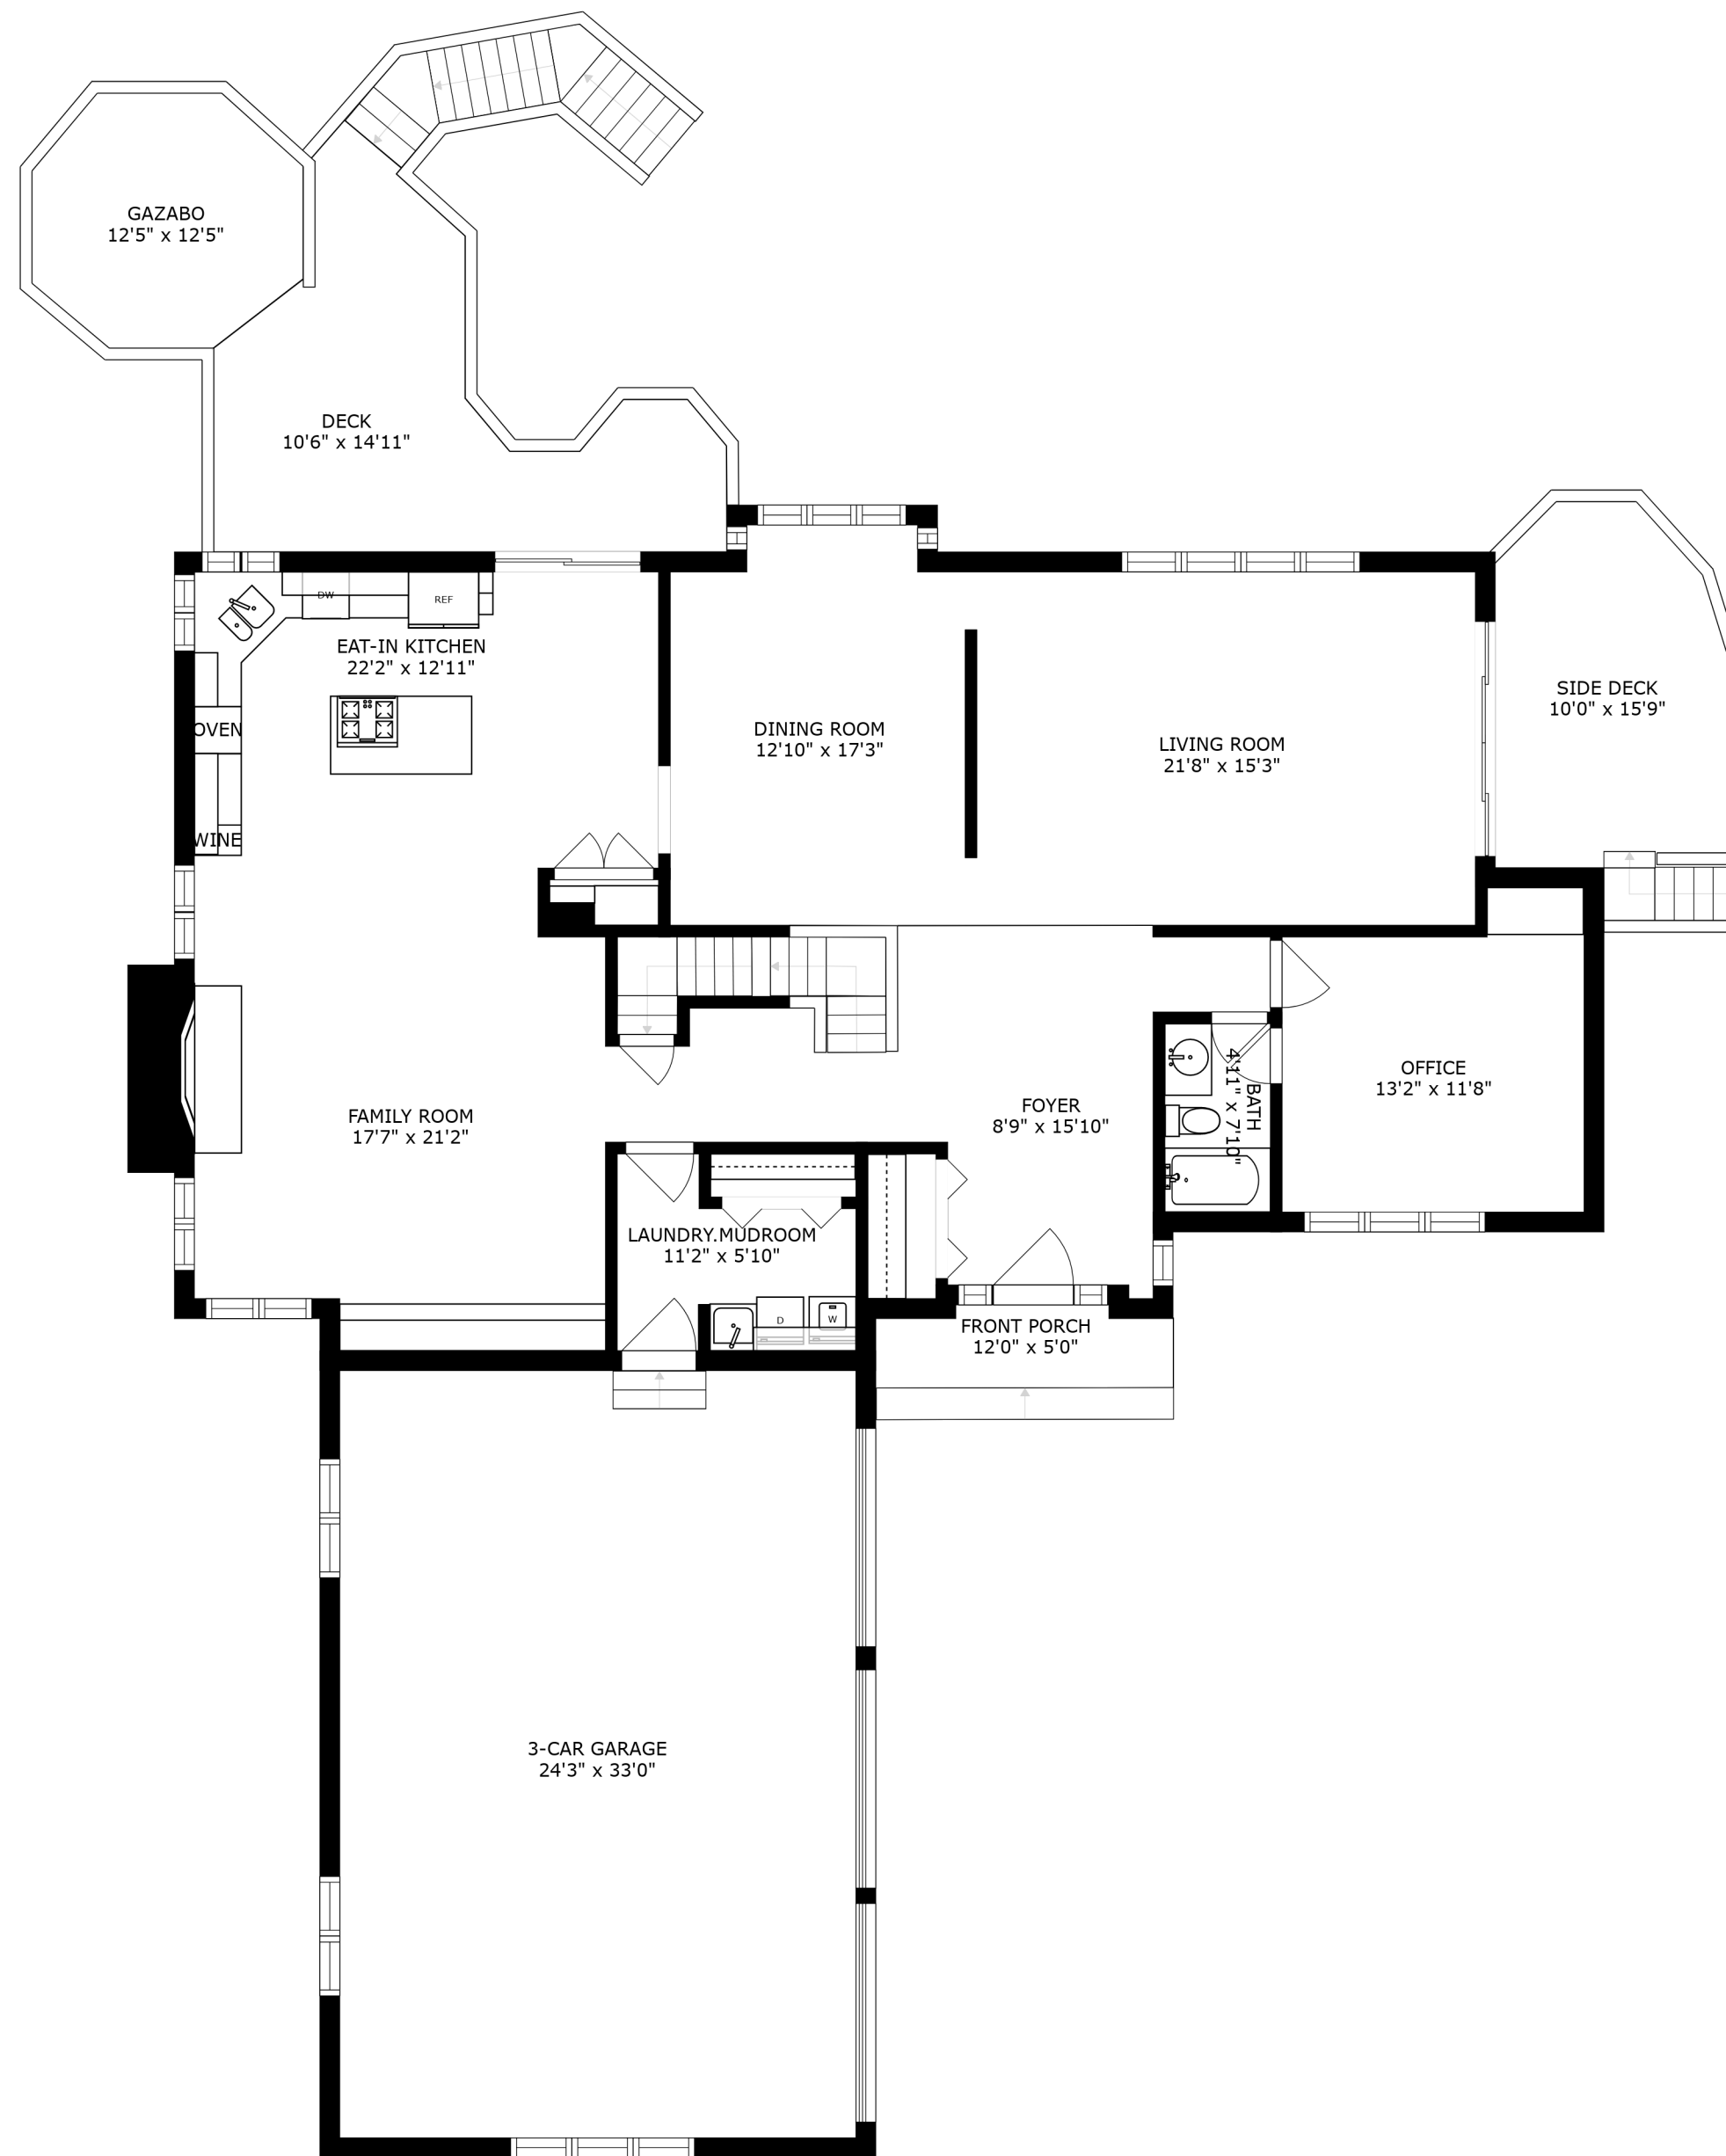 GAZABO
12'5" x 12'5"
DECK
10'6" x 14'11"
DW
REF
EAT-IN KITCHEN
22'2" x 12'11"
OVEN
WINE
DINING ROOM
12'10" x 17'3"
LIVING ROOM
21'8" x 15'3"
SIDE DECK
10'0" x 15'9"
FAMILY ROOM
17'7" x 21'2"
FOYER
8'9" x 15'10"
BATH
4'11" x 7'10"
OFFICE
13'2" x 11'8"
LAUNDRY.MUDROOM
11'2" x 5'10"
D
W
FRONT PORCH
12'0" x 5'0"
3-CAR GARAGE
24'3" x 33'0"